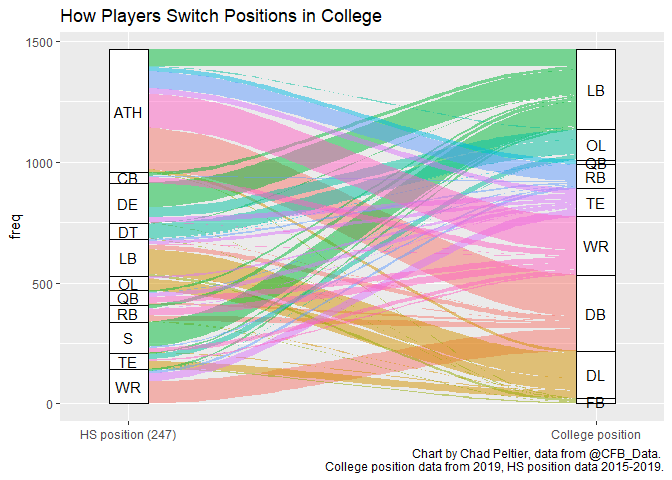 How Players Switch Positions in College
1500
1000
500
0
freq
ATH
CB
DE
DT
LB
OL
QB
RB
S
TE
WR
LB
OL
QB
RB
TE
WR
DB
DL
FB
HS position (247)
College position
Chart by Chad Peltier, data from @CFB_Data.
College position data from 2019, HS position data 2015-2019.